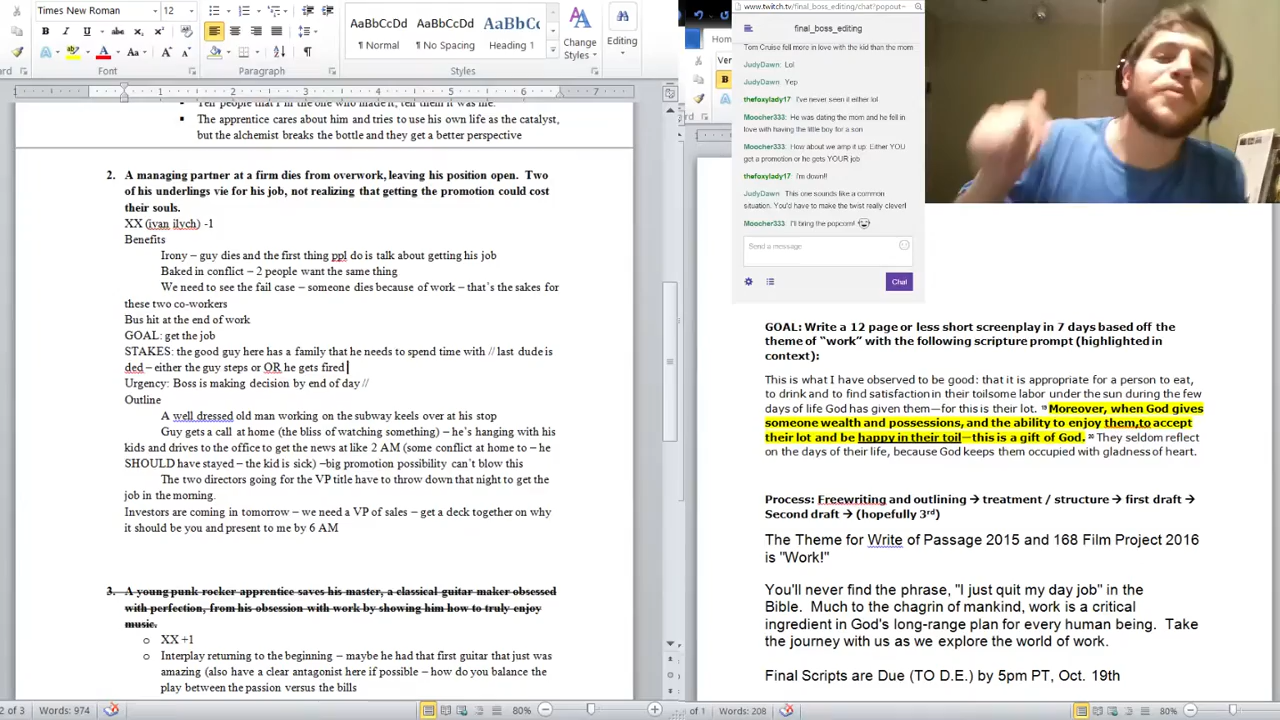 Times New Roman
12
AaBbCcDd
AaBbCcDd
AaBbCc
¶ Normal
¶ No Spacing
Heading 1
Change
Styles
Editing
Font
Paragraph
Styles
1 2 3 4 5 6 7
Tell people that I'm the one who made it, tell them it was me.
The apprentice cares about him and tries to use his own life as the catalyst,
but the alchemist breaks the bottle and they get a better perspective
2. A managing partner at a firm dies from overwork, leaving his position open. Two
of his underlings vie for his job, not realizing that getting the promotion could cost
their souls.
XX (ivan ilych) -1
Benefits
Irony – guy dies and the first thing ppl do is talk about getting his job
Baked in conflict – 2 people want the same thing
We need to see the fail case – someone dies because of work – that's the sakes for
these two co-workers
Bus hit at the end of work
GOAL: get the job
STAKES: the good guy here has a family that he needs to spend time with // last dude is
ded – either the guy steps or OR he gets fired
Urgency: Boss is making decision by end of day //
Outline
A well dressed old man working on the subway keels over at his stop
Guy gets a call at home (the bliss of watching something) – he's hanging with his
kids and drives to the office to get the news at like 2 AM (some conflict at home to – he
SHOULD have stayed – the kid is sick) –big promotion possibility can't blow this
The two directors going for the VP title have to throw down that night to get the
job in the morning.
Investors are coming in tomorrow – we need a VP of sales – get a deck together on why
it should be you and present to me by 6 AM
3. A young punk rocker apprentice saves his master, a classical guitar maker obsessed
with perfection, from his obsession with work by showing him how to truly enjoy
music.
o XX +1
o Interplay returning to the beginning – maybe he had that first guitar that just was
amazing (also have a clear antagonist here if possible – how do you balance the
play between the passion versus the bills
2 of 3
Words: 974
80%
www.twitch.tv/final_boss_editing/chat?popout=
final_boss_editing
Tom Cruise fell more in love with the kid than the mom
JudyDawn: Lol
JudyDawn: Yep
thefoxylady17: I've never seen it either lol
Moocher333: He was dating the mom and he fell in
love with having the little boy for a son
Moocher333: How about we amp it up. Either YOU
get a promotion or he gets YOUR job
thefoxylady17: I'm down!!
JudyDawn: This one sounds like a common
situation. You'd have to make the twist really clever!
Moocher333: I'll bring the popcorn!
Send a message
Chat
GOAL: Write a 12 page or less short screenplay in 7 days based off the
theme of “work” with the following scripture prompt (highlighted in
context):
This is what I have observed to be good: that it is appropriate for a person to eat,
to drink and to find satisfaction in their toilsome labor under the sun during the few
days of life God has given them—for this is their lot. 19 Moreover, when God gives
someone wealth and possessions, and the ability to enjoy them,to accept
their lot and be happy in their toil—this is a gift of God. 20 They seldom reflect
on the days of their life, because God keeps them occupied with gladness of heart.
Process: Freewriting and outlining → treatment / structure → first draft →
Second draft → (hopefully 3rd)
The Theme for Write of Passage 2015 and 168 Film Project 2016
is "Work!"
You'll never find the phrase, "I just quit my day job" in the
Bible. Much to the chagrin of mankind, work is a critical
ingredient in God's long-range plan for every human being. Take
the journey with us as we explore the world of work.
Final Scripts are Due (TO D.E.) by 5pm PT, Oct. 19th
of 1
Words: 208
80%